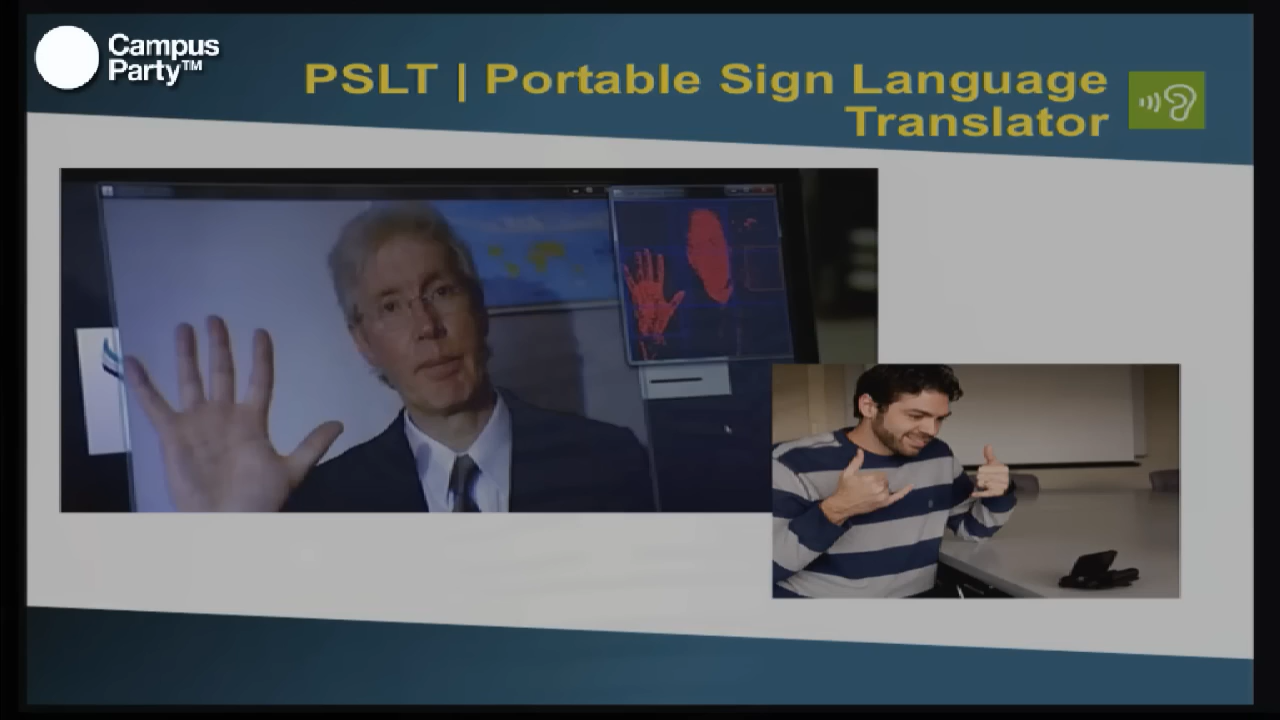 Campus
Party™
PSLT | Portable Sign Language
Translator